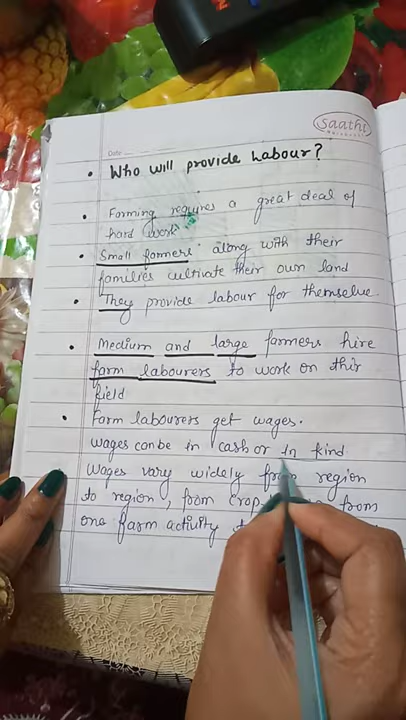 Saathi
Date
• Who will provide Labour?
• Farming requires a great deal of
hard work.
• Small farmers along with their
families cultivate their own land
• They provide labour for themselve
• Medium and large farmers hire
farm labourers to work on thir
field
• Farm labourers get wages.
Wages can be in cash or in kind
Wages vary widely from region
to region, from crop from
one farm activity